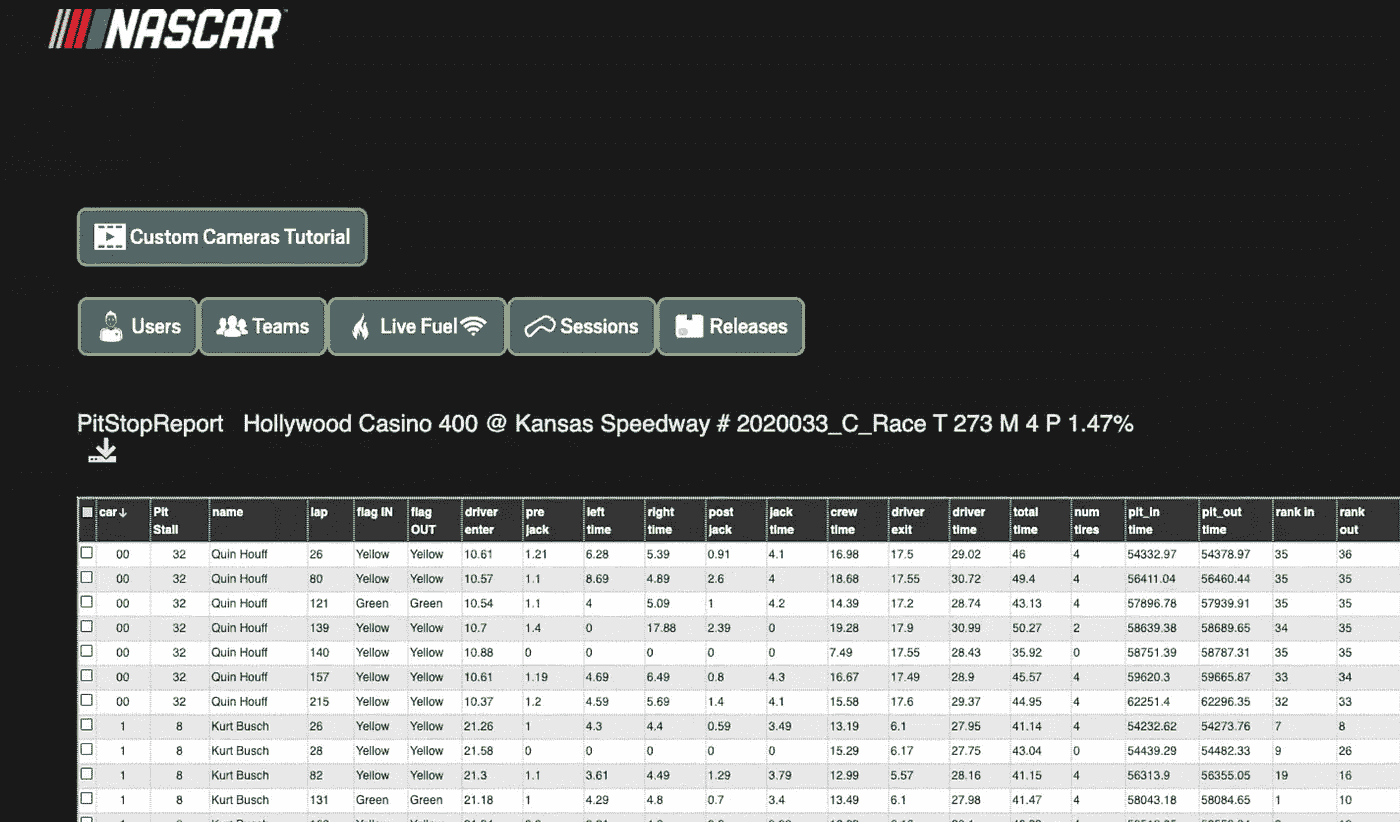 NASCAR
Custom Cameras Tutorial
Users Teams Live Fuel Sessions Releases
PitStopReport Hollywood Casino 400 @ Kansas Speedway # 2020033_C_Race T 273 M 4 P 1.47%
car↓ Pit Stall name lap flag IN flag OUT driver enter pre jack left time right time post jack jack time crew time driver exit driver time total time num tires pit_in time pit_out time rank in rank out
00 32 Quin Houff 26 Yellow Yellow 10.61 1.21 6.28 5.39 0.91 4.1 16.98 17.5 29.02 46 4 54332.97 54378.97 35 36
00 32 Quin Houff 80 Yellow Yellow 10.57 1.1 8.69 4.89 2.6 4 18.68 17.55 30.72 49.4 4 56411.04 56460.44 35 35
00 32 Quin Houff 121 Green Green 10.54 1.1 4 5.09 1 4.2 14.39 17.2 28.74 43.13 4 57896.78 57939.91 35 35
00 32 Quin Houff 139 Yellow Yellow 10.7 1.4 0 17.88 2.39 0 19.28 17.9 30.99 50.27 2 58639.38 58689.65 34 35
00 32 Quin Houff 140 Yellow Yellow 10.88 0 0 0 0 0 7.49 17.55 28.43 35.92 0 58751.39 58787.31 35 35
00 32 Quin Houff 157 Yellow Yellow 10.61 1.19 4.69 6.49 0.8 4.3 16.67 17.49 28.9 45.57 4 59620.3 59665.87 33 34
00 32 Quin Houff 215 Yellow Yellow 10.37 1.2 4.59 5.69 1.4 4.1 15.58 17.6 29.37 44.95 4 62251.4 62296.35 32 33
1 8 Kurt Busch 26 Yellow Yellow 21.26 1 4.3 4.4 0.59 3.49 13.19 6.1 27.95 41.14 4 54232.62 54273.76 7 8
1 8 Kurt Busch 28 Yellow Yellow 21.58 0 0 0 0 0 15.29 6.17 27.75 43.04 0 54439.29 54482.33 9 26
1 8 Kurt Busch 82 Yellow Yellow 21.3 1.1 3.61 4.49 1.29 3.79 12.99 5.57 28.16 41.15 4 56313.9 56355.05 19 16
1 8 Kurt Busch 131 Green Green 21.18 1 4.29 4.8 0.7 3.4 13.49 6.1 27.98 41.47 4 58043.18 58084.65 1 10